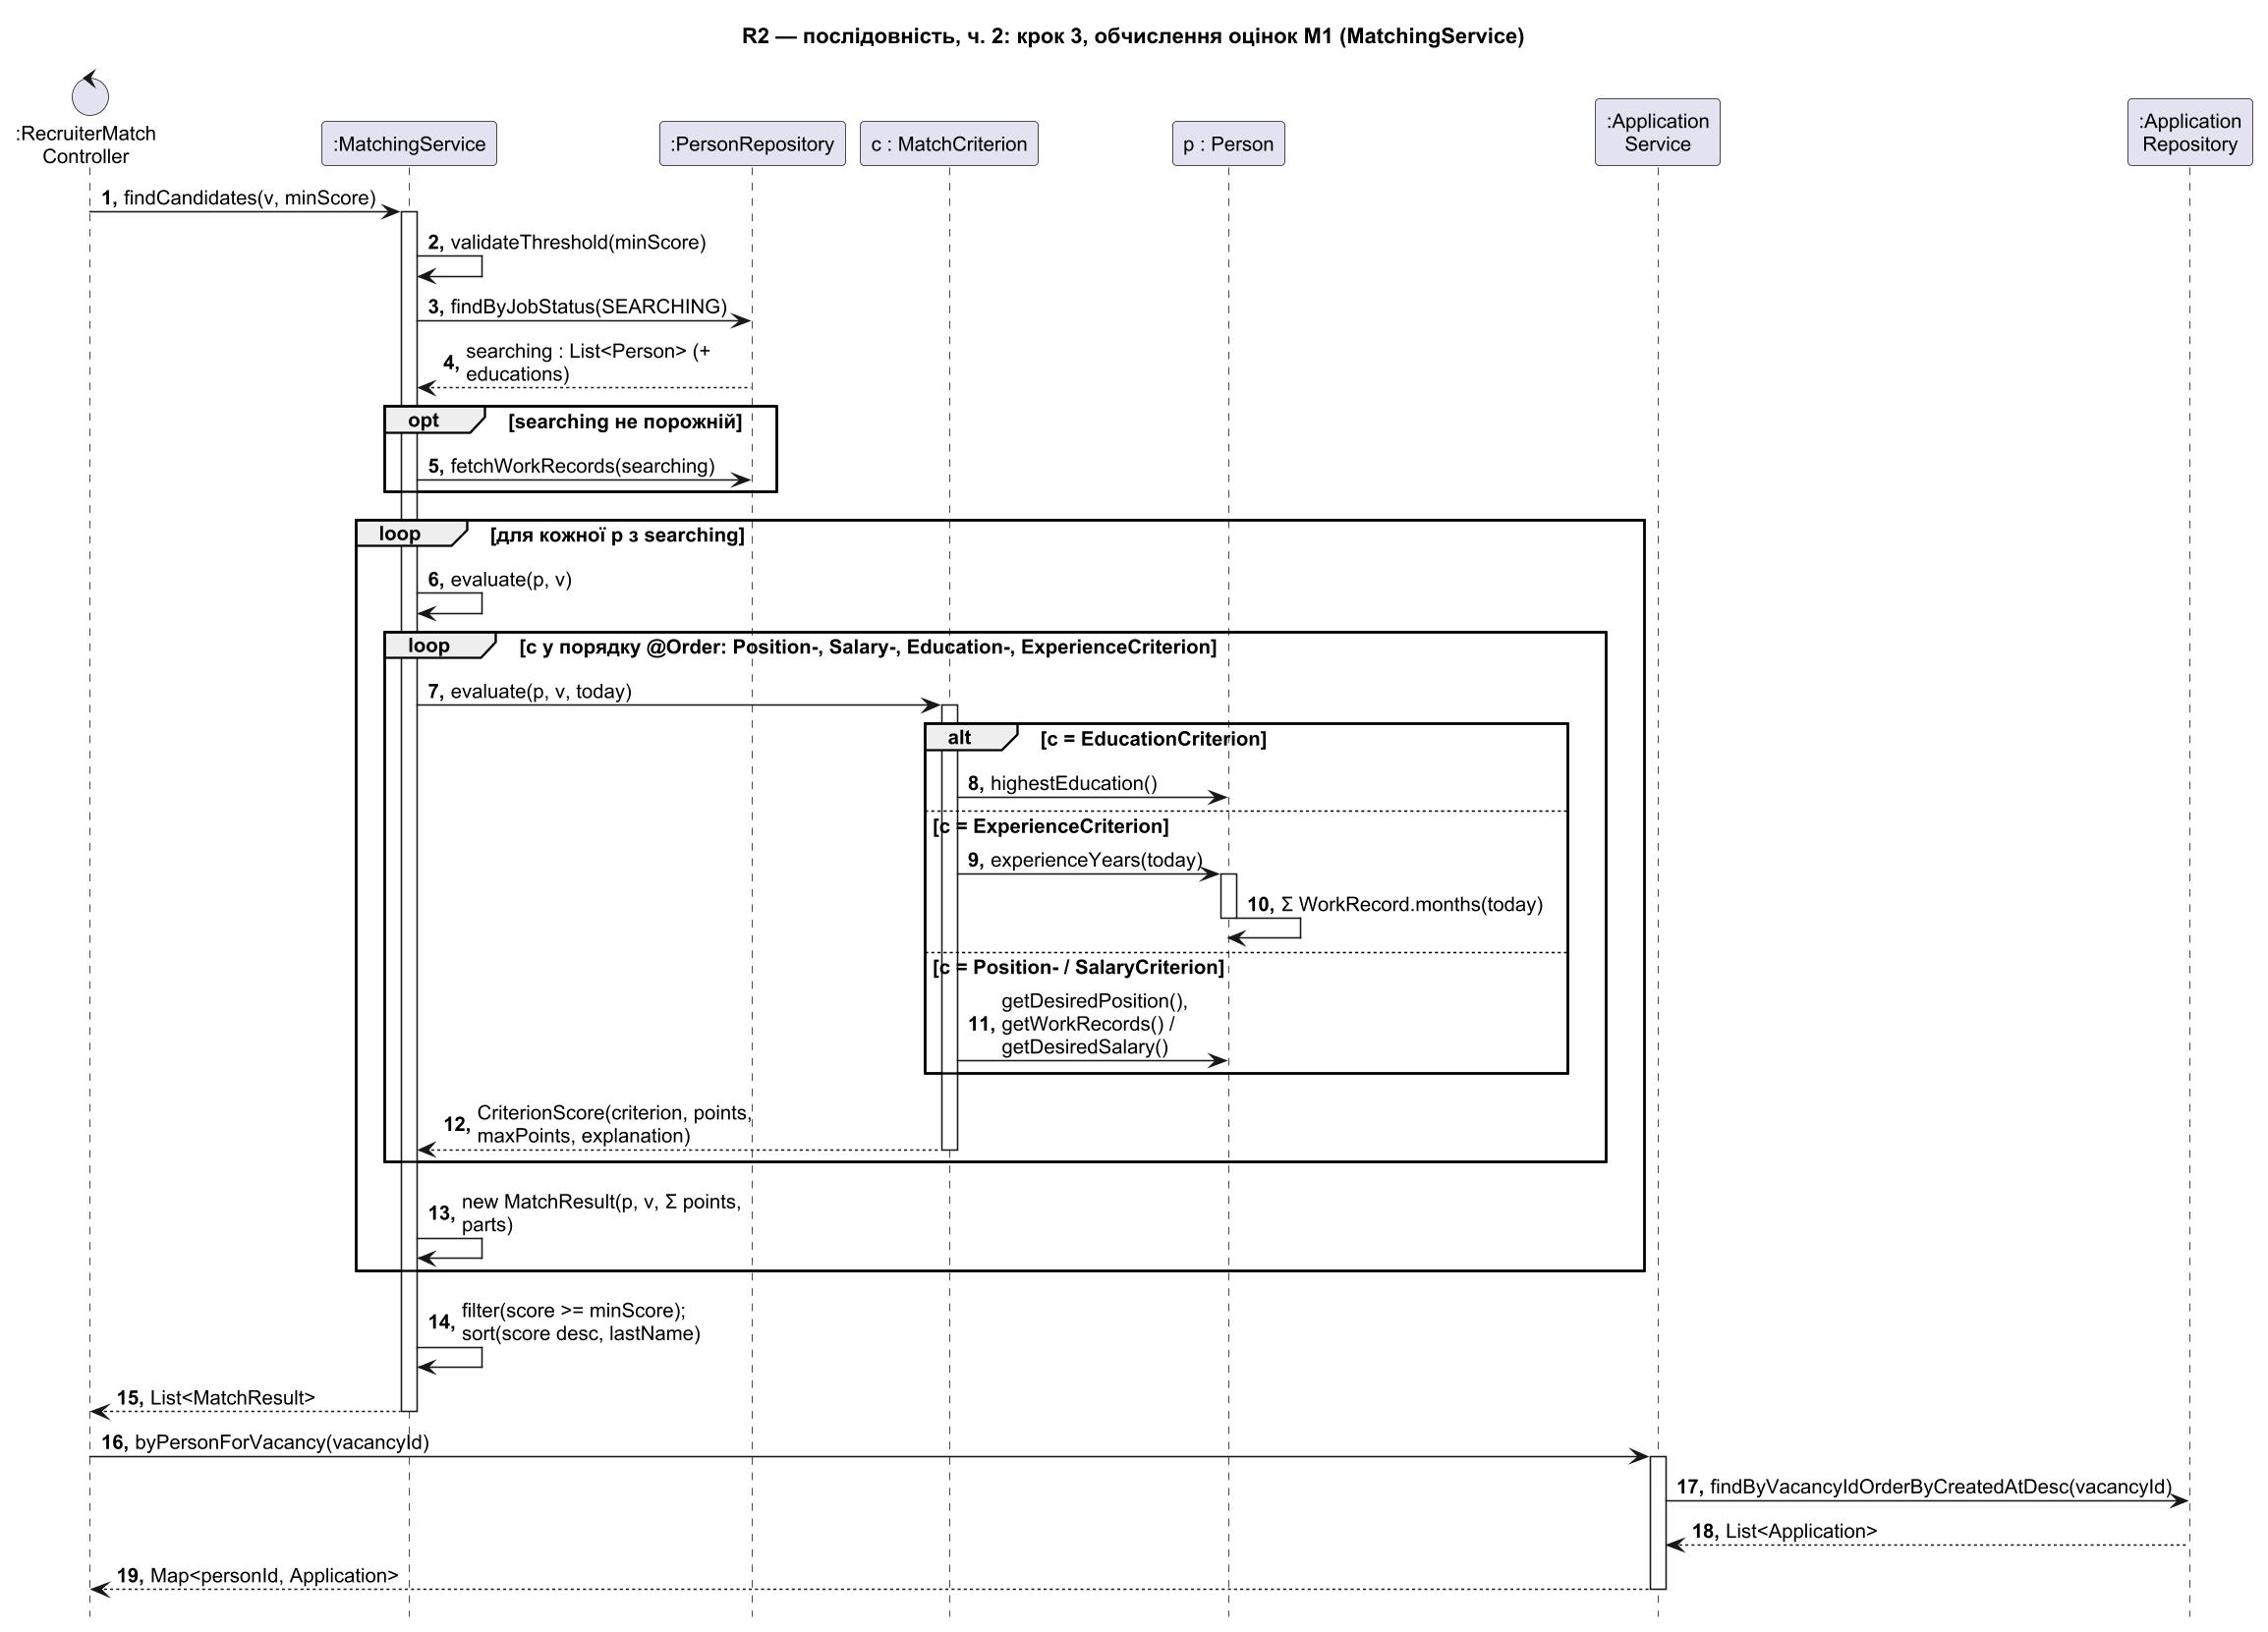 R2 — послідовність, ч. 2: крок 3, обчислення оцінок M1 (MatchingService)
:RecruiterMatch
Controller
:MatchingService
:PersonRepository
c : MatchCriterion
p : Person
:Application
Service
:Application
Repository
1, findCandidates(v, minScore)
2, validateThreshold(minScore)
3, findByJobStatus(SEARCHING)
4, searching : List<Person> (+
educations)
opt [searching не порожній]
5, fetchWorkRecords(searching)
loop [для кожної p з searching]
6, evaluate(p, v)
loop [c у порядку @Order: Position-, Salary-, Education-, ExperienceCriterion]
7, evaluate(p, v, today)
alt [c = EducationCriterion]
8, highestEducation()
[c = ExperienceCriterion]
9, experienceYears(today)
10, Σ WorkRecord.months(today)
[c = Position- / SalaryCriterion]
11, getDesiredPosition(),
getWorkRecords() /
getDesiredSalary()
12, CriterionScore(criterion, points,
maxPoints, explanation)
13, new MatchResult(p, v, Σ points,
parts)
14, filter(score >= minScore);
sort(score desc, lastName)
15, List<MatchResult>
16, byPersonForVacancy(vacancyId)
17, findByVacancyIdOrderByCreatedAtDesc(vacancyId)
18, List<Application>
19, Map<personId, Application>